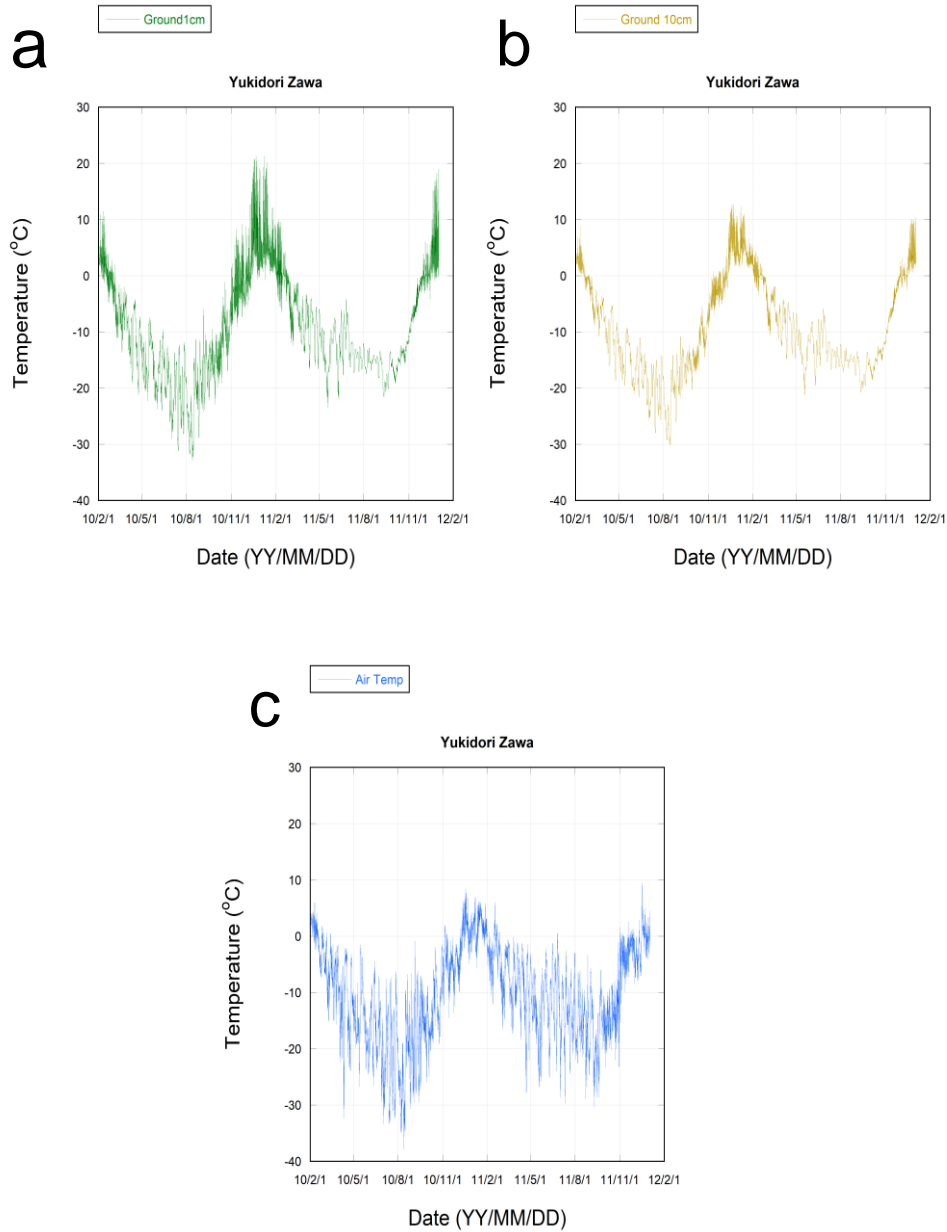 a
Ground1cm
Yukidori Zawa
Temperature (°C)
30
20
10
0
-10
-20
-30
-40
10/2/1 10/5/1 10/8/1 10/11/1 11/2/1 11/5/1 11/8/1 11/11/1 12/2/1
Date (YY/MM/DD)
b
Ground 10cm
Yukidori Zawa
Temperature (°C)
30
20
10
0
-10
-20
-30
-40
10/2/1 10/5/1 10/8/1 10/11/1 11/2/1 11/5/1 11/8/1 11/11/1 12/2/1
Date (YY/MM/DD)
c
Air Temp
Yukidori Zawa
Temperature (°C)
30
20
10
0
-10
-20
-30
-40
10/2/1 10/5/1 10/8/1 10/11/1 11/2/1 11/5/1 11/8/1 11/11/1 12/2/1
Date (YY/MM/DD)